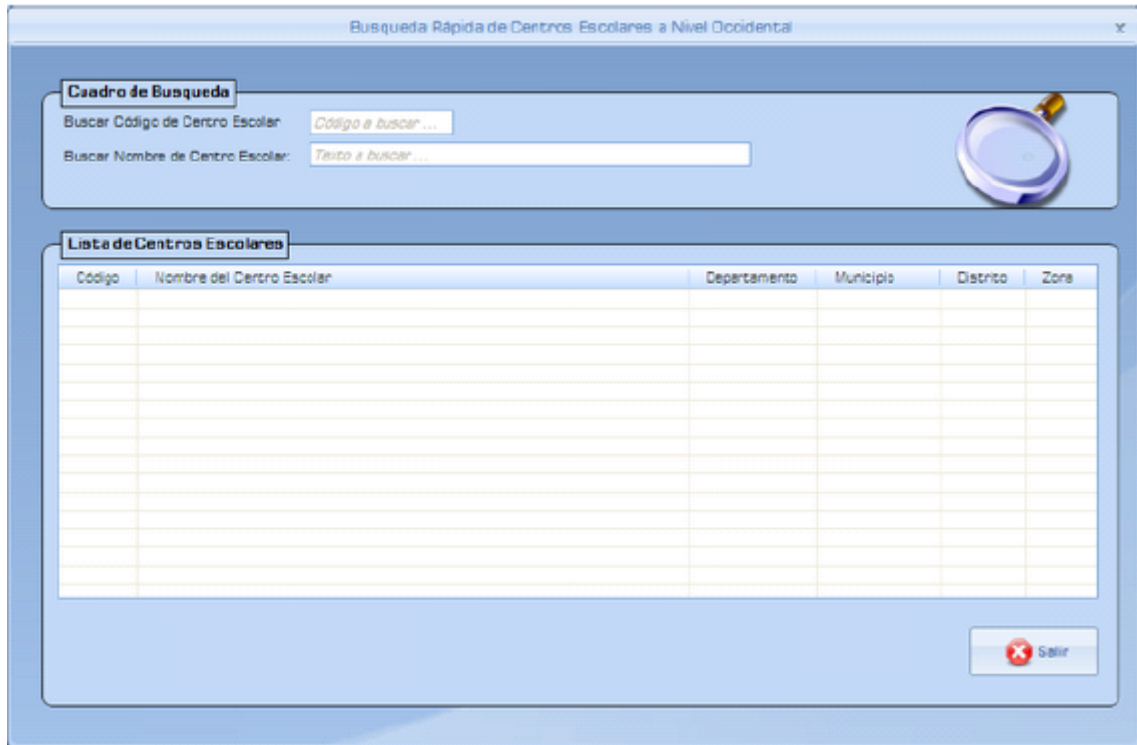 Busqueda Rápida de Centros Escolares a Nivel Occidental x
Cuadro de Busqueda
Buscar Código de Centro Escolar Código a buscar ...
Buscar Nombre de Centro Escolar: Texto a buscar ...
Lista de Centros Escolares
Código Nombre del Centro Escolar Departamento Municipio Distrito Zona
Salir